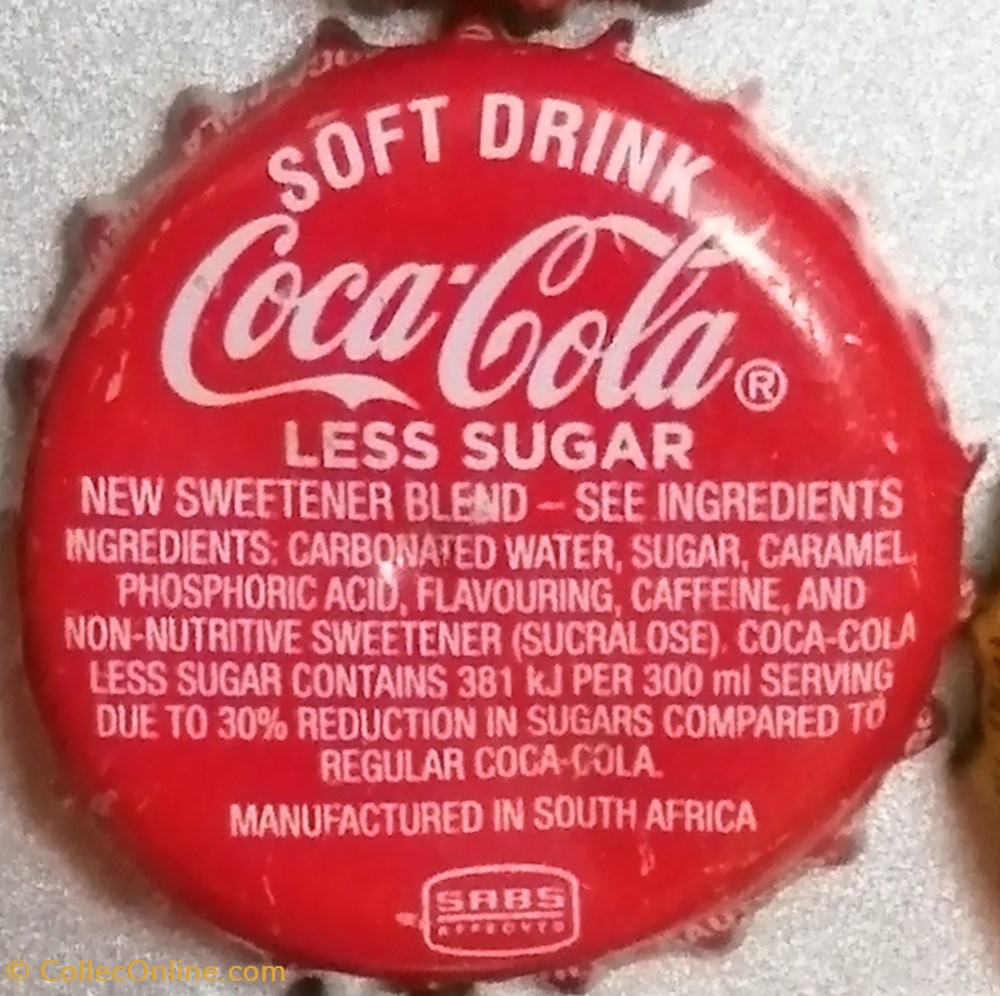 SOFT DRINK
Coca-Cola ®
LESS SUGAR
NEW SWEETENER BLEND – SEE INGREDIENTS
INGREDIENTS: CARBONATED WATER, SUGAR, CARAMEL,
PHOSPHORIC ACID, FLAVOURING, CAFFEINE, AND
NON-NUTRITIVE SWEETENER (SUCRALOSE). COCA-COLA
LESS SUGAR CONTAINS 381 kJ PER 300 ml SERVING
DUE TO 30% REDUCTION IN SUGARS COMPARED TO
REGULAR COCA-COLA.
MANUFACTURED IN SOUTH AFRICA
SABS
APPROVED
© CollecOnline.com